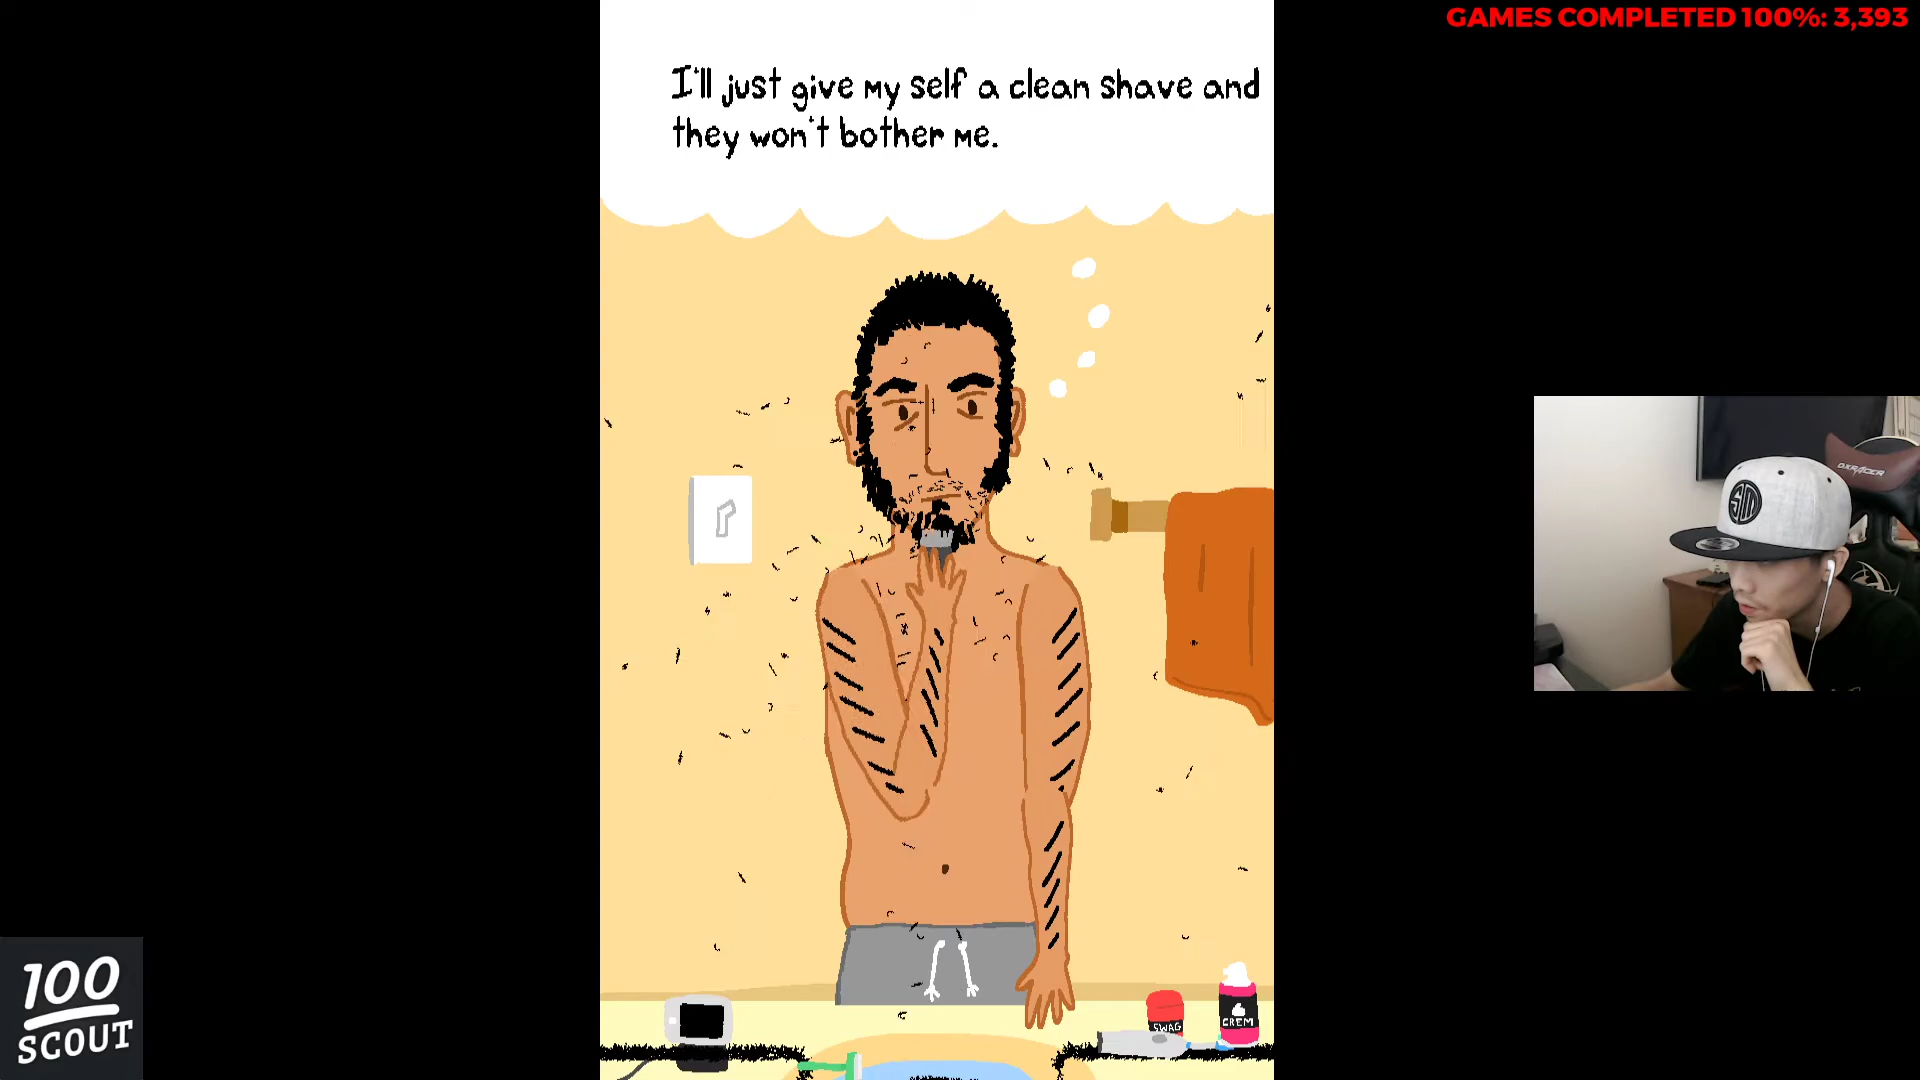 GAMES COMPLETED 100%: 3,393
I'll just give my self a clean shave and
they won't bother me.
SWAG
CREM
100
SCOUT